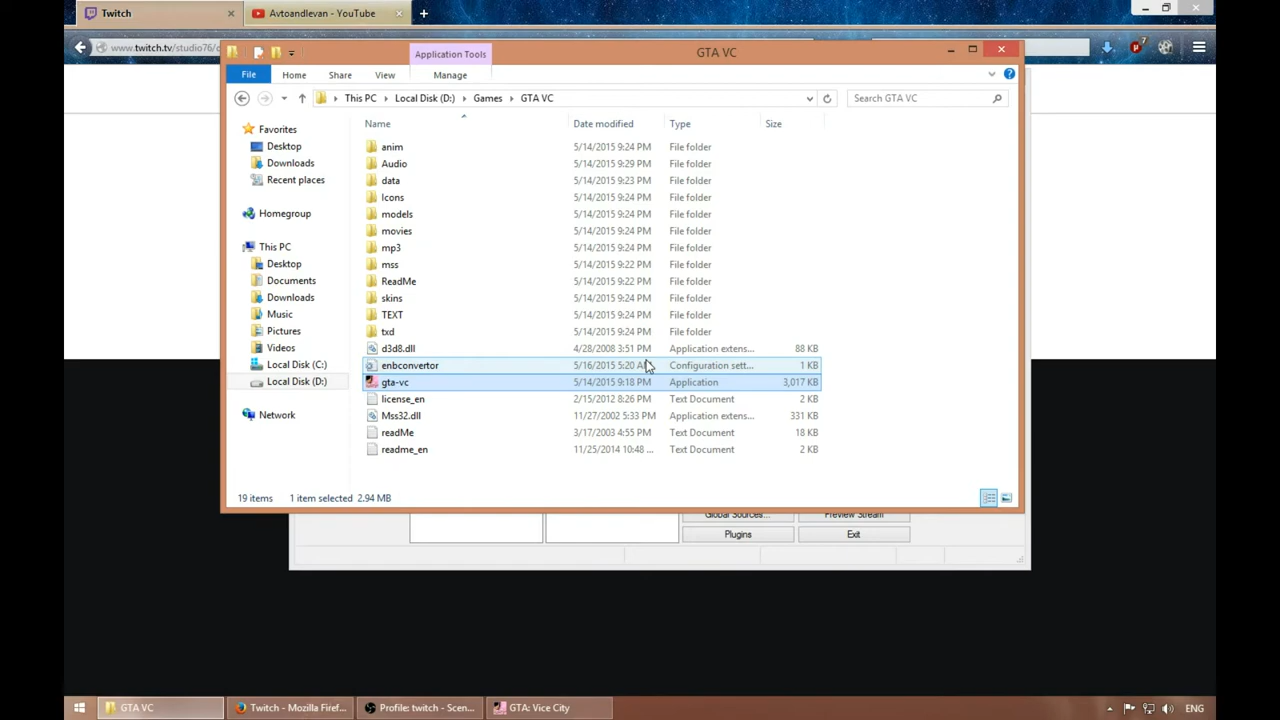 Twitch
Avtoandlevan - YouTube
www.twitch.tv/studio76/
Application Tools
GTA VC
File
Home
Share
View
Manage
This PC
Local Disk (D:)
Games
GTA VC
Search GTA VC
Name
Date modified
Type
Size
Favorites
Desktop
Downloads
Recent places
Homegroup
This PC
Desktop
Documents
Downloads
Music
Pictures
Videos
Local Disk (C:)
Local Disk (D:)
Network
anim 5/14/2015 9:24 PM File folder
Audio 5/14/2015 9:29 PM File folder
data 5/14/2015 9:23 PM File folder
Icons 5/14/2015 9:24 PM File folder
models 5/14/2015 9:24 PM File folder
movies 5/14/2015 9:24 PM File folder
mp3 5/14/2015 9:24 PM File folder
mss 5/14/2015 9:22 PM File folder
ReadMe 5/14/2015 9:22 PM File folder
skins 5/14/2015 9:24 PM File folder
TEXT 5/14/2015 9:24 PM File folder
txd 5/14/2015 9:24 PM File folder
d3d8.dll 4/28/2008 3:51 PM Application extens... 88 KB
enbconvertor 5/16/2015 5:20 Configuration sett... 1 KB
gta-vc 5/14/2015 9:18 PM Application 3,017 KB
license_en 2/15/2012 8:26 PM Text Document 2 KB
Mss32.dll 11/27/2002 5:33 PM Application extens... 331 KB
readMe 3/17/2003 4:55 PM Text Document 18 KB
readme_en 11/25/2014 10:48 ... Text Document 2 KB
19 items 1 item selected 2.94 MB
Global Sources...
Preview Stream
Plugins
Exit
GTA VC
Twitch - Mozilla Firef...
Profile: twitch - Scen...
GTA: Vice City
ENG